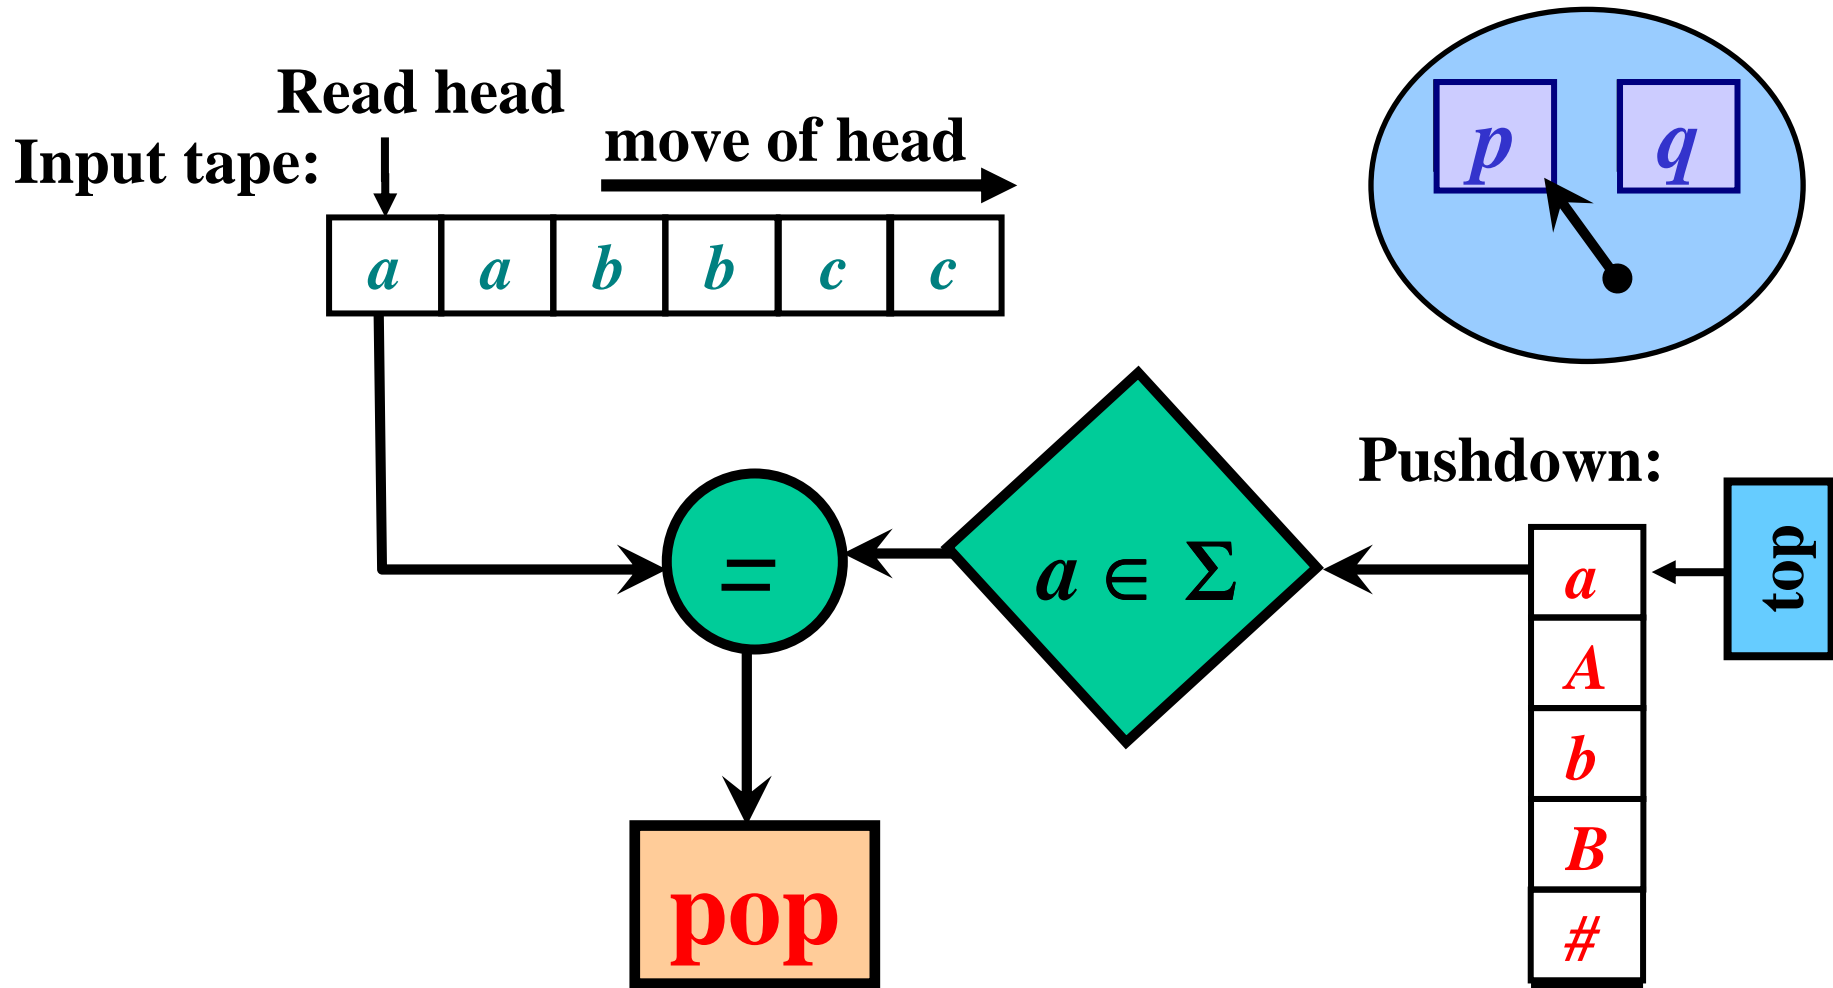 Read head
Input tape:
move of head
a a b b c c
p q
Pushdown:
top
=
a ∈ Σ
a
A
b
B
#
pop